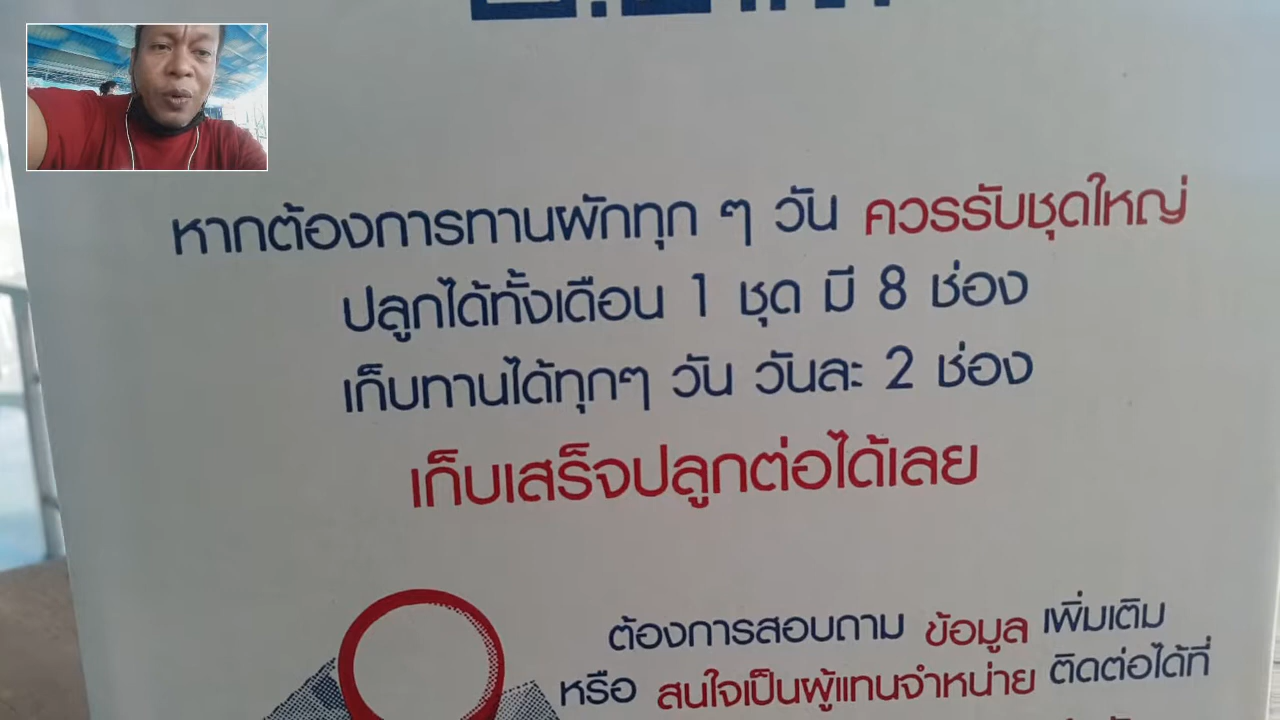 หากต้องการทานผักทุก ๆ วัน ควรรับชุดใหญ่
ปลูกได้ทั้งเดือน 1 ชุด มี 8 ช่อง
เก็บทานได้ทุกๆ วัน วันละ 2 ช่อง
เก็บเสร็จปลูกต่อได้เลย
ต้องการสอบถาม ข้อมูล เพิ่มเติม
หรือ สนใจเป็นผู้แทนจำหน่าย ติดต่อได้ที่